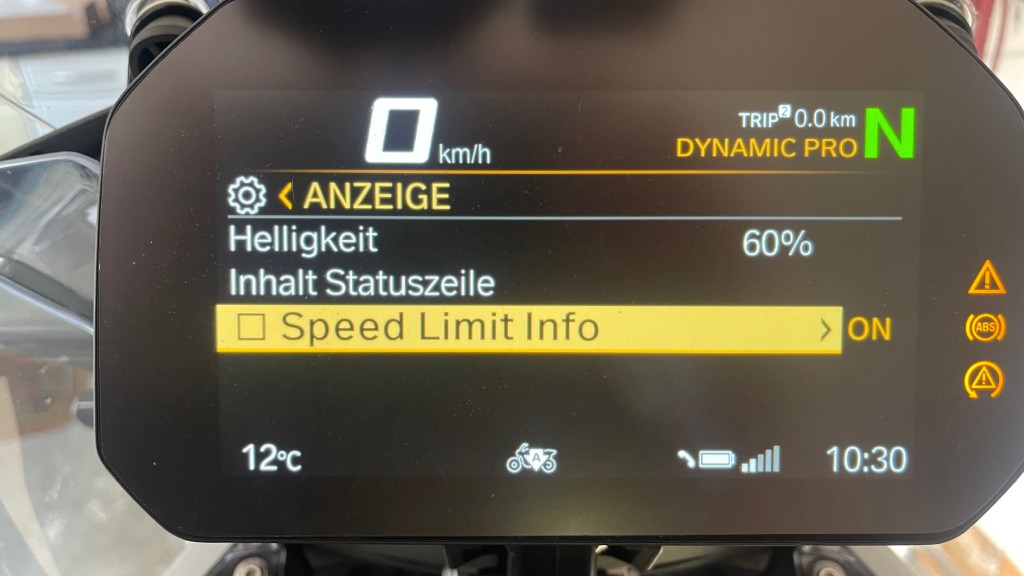 0 km/h
TRIP2 0.0 km
DYNAMIC PRO
N
ANZEIGE
Helligkeit 60%
Inhalt Statuszeile
Speed Limit Info ON
ABS
12°C A 10:30